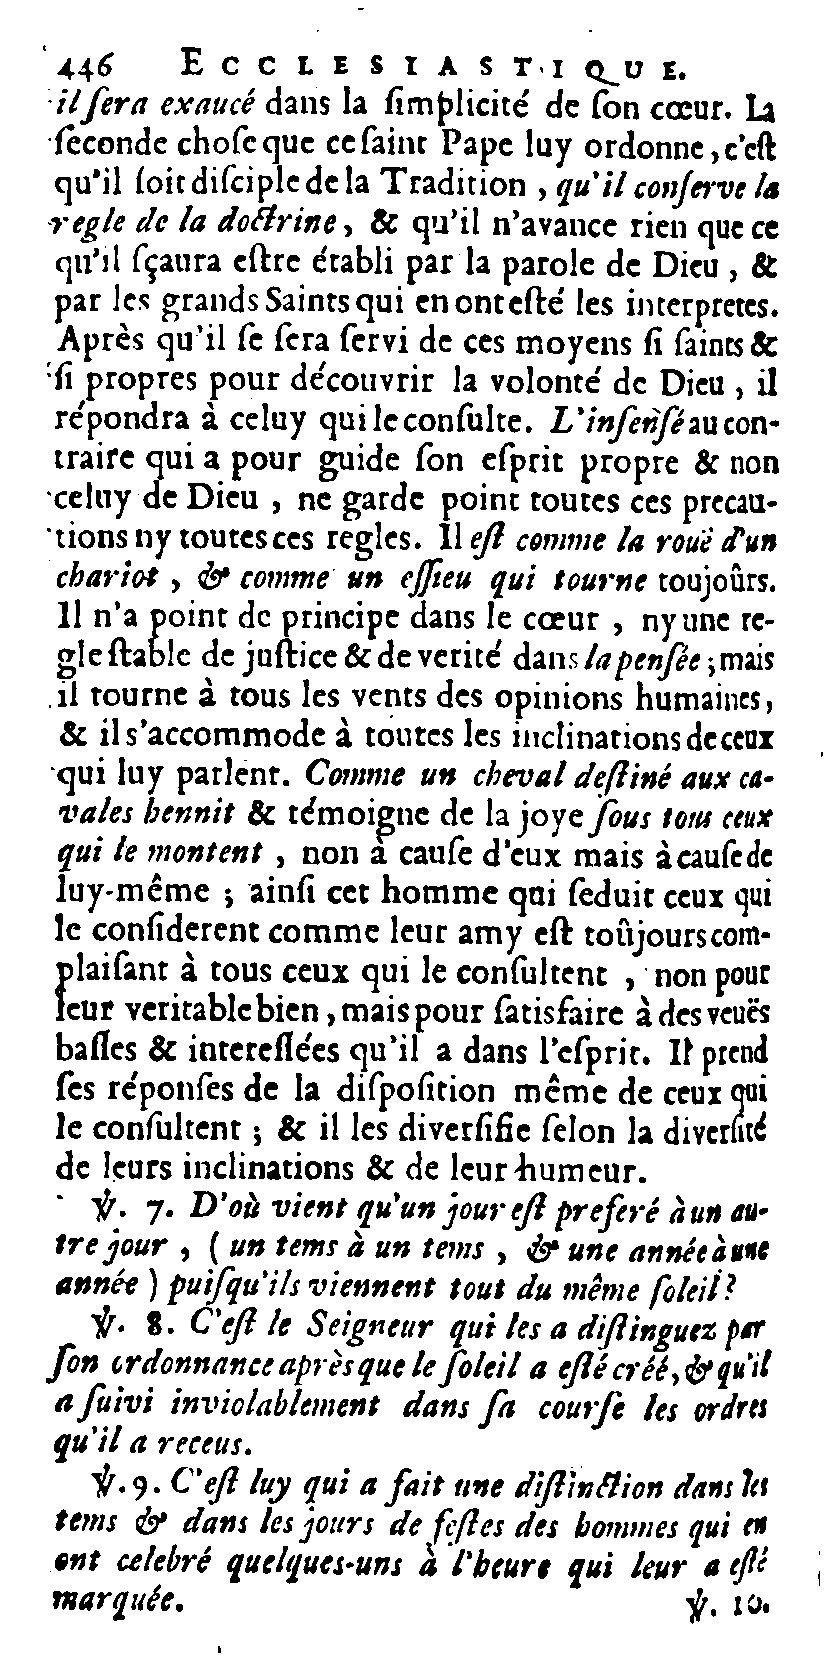 446 ECCLESIASTIQUE.
il ſera exaucé dans la ſimplicité de ſon cœur. La
ſeconde choſe que ce ſaint Pape luy ordonne, c'eſt
qu'il ſoit diſciple de la Tradition, qu'il conſerve la
regle de la doctrine, & qu'il n'avance rien que ce
qu'il ſçaura eſtre établi par la parole de Dieu, &
par les grands Saints qui en ont eſté les interpretes.
Après qu'il ſe ſera ſervi de ces moyens ſi ſaints &
ſi propres pour découvrir la volonté de Dieu, il
répondra à celuy qui le conſulte. L'inſenſé au con-
traire qui a pour guide ſon eſprit propre & non
celuy de Dieu, ne garde point toutes ces precau-
tions ny toutes ces regles. Il eſt comme la rouë d'un
chariot, & comme un eſſieu qui tourne toujoûrs.
Il n'a point de principe dans le cœur, ny une re-
gle ſtable de juſtice & de verité dans la penſée; mais
il tourne à tous les vents des opinions humaines,
& il s'accommode à toutes les inclinations de ceux
qui luy parlent. Comme un cheval deſtiné aux ca-
vales hennit & témoigne de la joye ſous tous ceux
qui le montent, non à cauſe d'eux mais à cauſe de
luy-même; ainſi cet homme qui ſeduit ceux qui
le conſiderent comme leur amy eſt toûjours com-
plaiſant à tous ceux qui le conſultent, non pour
leur veritable bien, mais pour ſatisfaire à des veuës
baſſes & intereſſées qu'il a dans l'eſprit. Il prend
ſes réponſes de la diſpoſition même de ceux qui
le conſultent; & il les diverſifie ſelon la diverſité
de leurs inclinations & de leur humeur.
℣. 7. D'où vient qu'un jour eſt preferé à un au-
tre jour, (un tems à un tems, & une année à une
année) puiſqu'ils viennent tout du même ſoleil?
℣. 8. C'eſt le Seigneur qui les a diſtinguez par
ſon ordonnance après que le ſoleil a eſté créé, & qu'il
a ſuivi inviolablement dans ſa courſe les ordres
qu'il a receus.
℣. 9. C'eſt luy qui a fait une diſtinction dans les
tems & dans les jours de feſtes des hommes qui en
ont celebré quelques-uns à l'heure qui leur a eſté
marquée. ℣. 10.